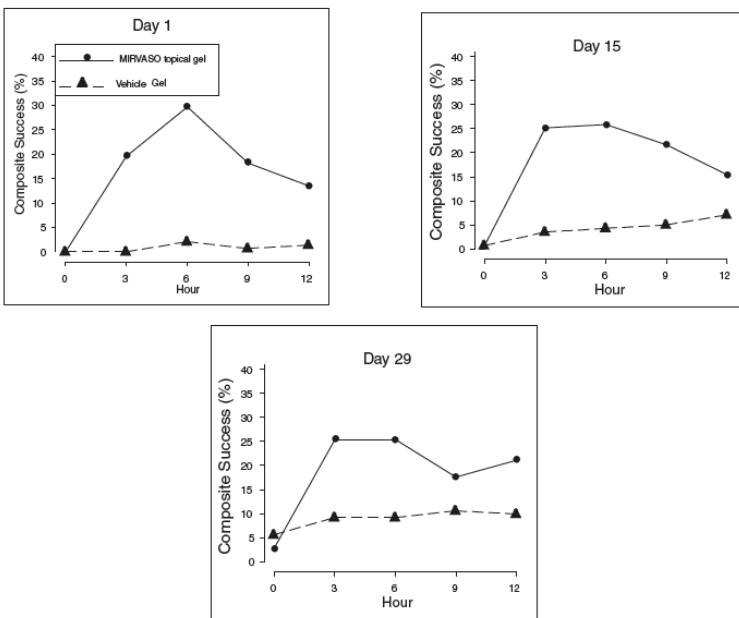 Day 1
Composite Success (%)
40
35
30
25
20
15
10
5
0
MIRVASO topical gel
Vehicle Gel
0 3 6 9 12
Hour
Day 15
Composite Success (%)
40
35
30
25
20
15
10
5
0
0 3 6 9 12
Hour
Day 29
Composite Success (%)
40
35
30
25
20
15
10
5
0
0 3 6 9 12
Hour